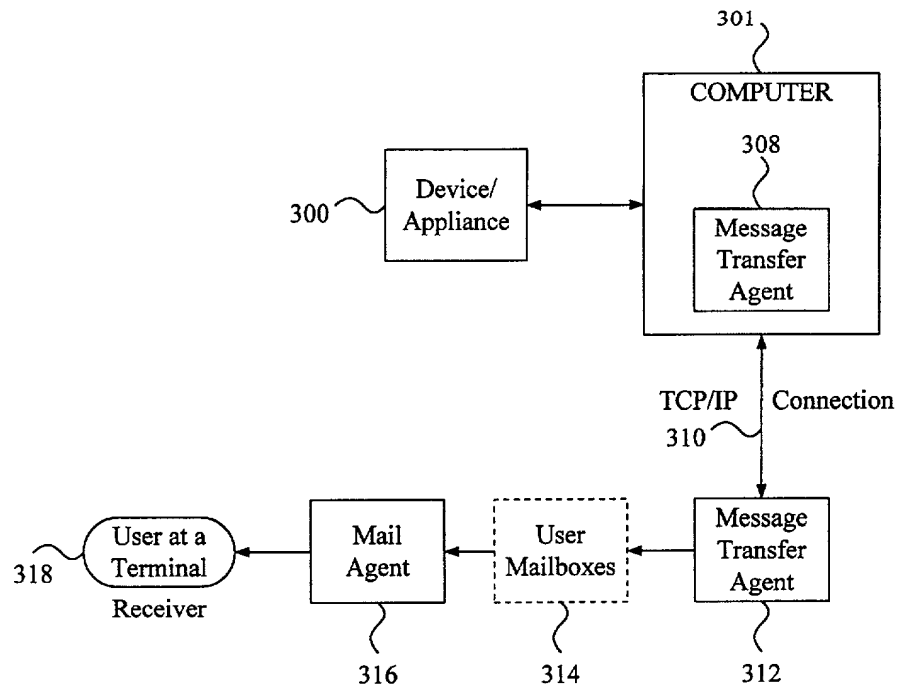 301
COMPUTER
308
Message
Transfer
Agent
Device/
Appliance
300
TCP/IP Connection
310
Message
Transfer
Agent
312
User
Mailboxes
314
Mail
Agent
316
User at a
Terminal
318
Receiver